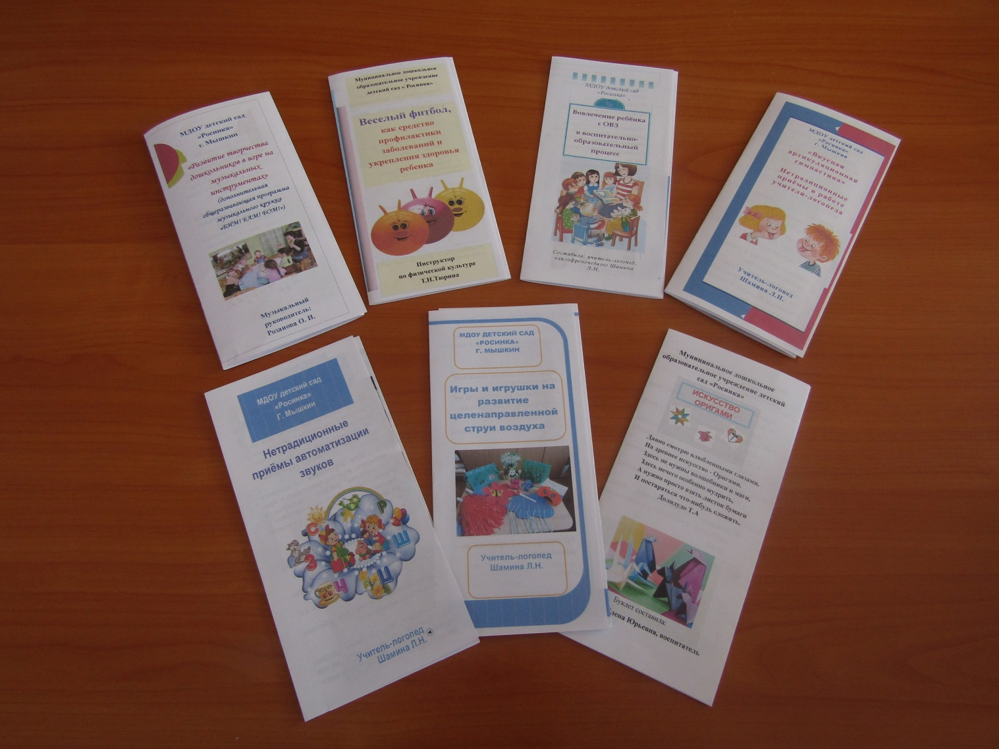 МДОУ детский сад
«Росинка»
г. Мышкин
«Развитие творчества
дошкольников в игре на
музыкальных
инструментах»
(дополнительная
общеразвивающая программа
музыкального кружка
«БИМ! БАМ! БОМ!»)
Музыкальный
руководитель:
Розанова О. И.
Муниципальное дошкольное
образовательное учреждение
детский сад « Росинка»
Веселый фитбол,
как средство
профилактики
заболеваний и
укрепления здоровья
ребенка
Инструктор
по физической культуре
Т.Н.Тюрина
МДОУ детский сад
«Росинка»
Вовлечение ребёнка
с ОВЗ
в воспитательно-
образовательный
процесс
Составила: учитель-логопед,
олигофренопедагог Шамина
Л.Н.
МДОУ детский сад
«Росинка»
г. Мышкин
«Вкусная
артикуляционная
гимнастика»
Нетрадиционные
приёмы в работе
учителя-логопеда
Учитель-логопед
Шамина Л.Н.
МДОУ детский сад
«Росинка»
Г. Мышкин
Нетрадиционные
приёмы автоматизации
звуков
С
Р
Ш
З
Ч
Ц
Учитель-логопед
Шамина Л.Н.
МДОУ ДЕТСКИЙ САД
«РОСИНКА»
Г. МЫШКИН
Игры и игрушки на
развитие
целенаправленной
струи воздуха
Учитель-логопед
Шамина Л.Н.
Муниципальное дошкольное
образовательное учреждение детский
сад «Росинка»
ИСКУССТВО
ОРИГАМИ
Давно смотрю влюбленными глазами.
На древнее искусство - Оригами.
Здесь не нужны волшебники и маги,
Здесь нечего особенно мудрить,
А нужно просто взять листок бумаги
И постараться что-нибудь сложить.
Буклет составила:
Юрьевна, воспитатель